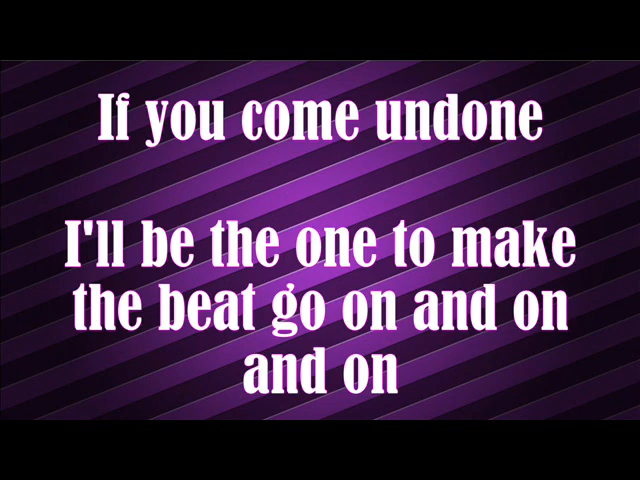 If you come undone
I'll be the one to make
the beat go on and on
and on